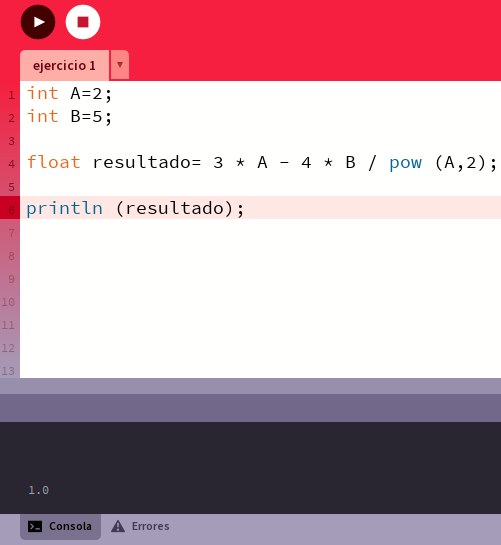 ejercicio 1
1 int A=2;
2 int B=5;
3
4 float resultado= 3 * A - 4 * B / pow (A,2);
5
6 println (resultado);
7
8
9
10
11
12
13
1.0
Consola Errores